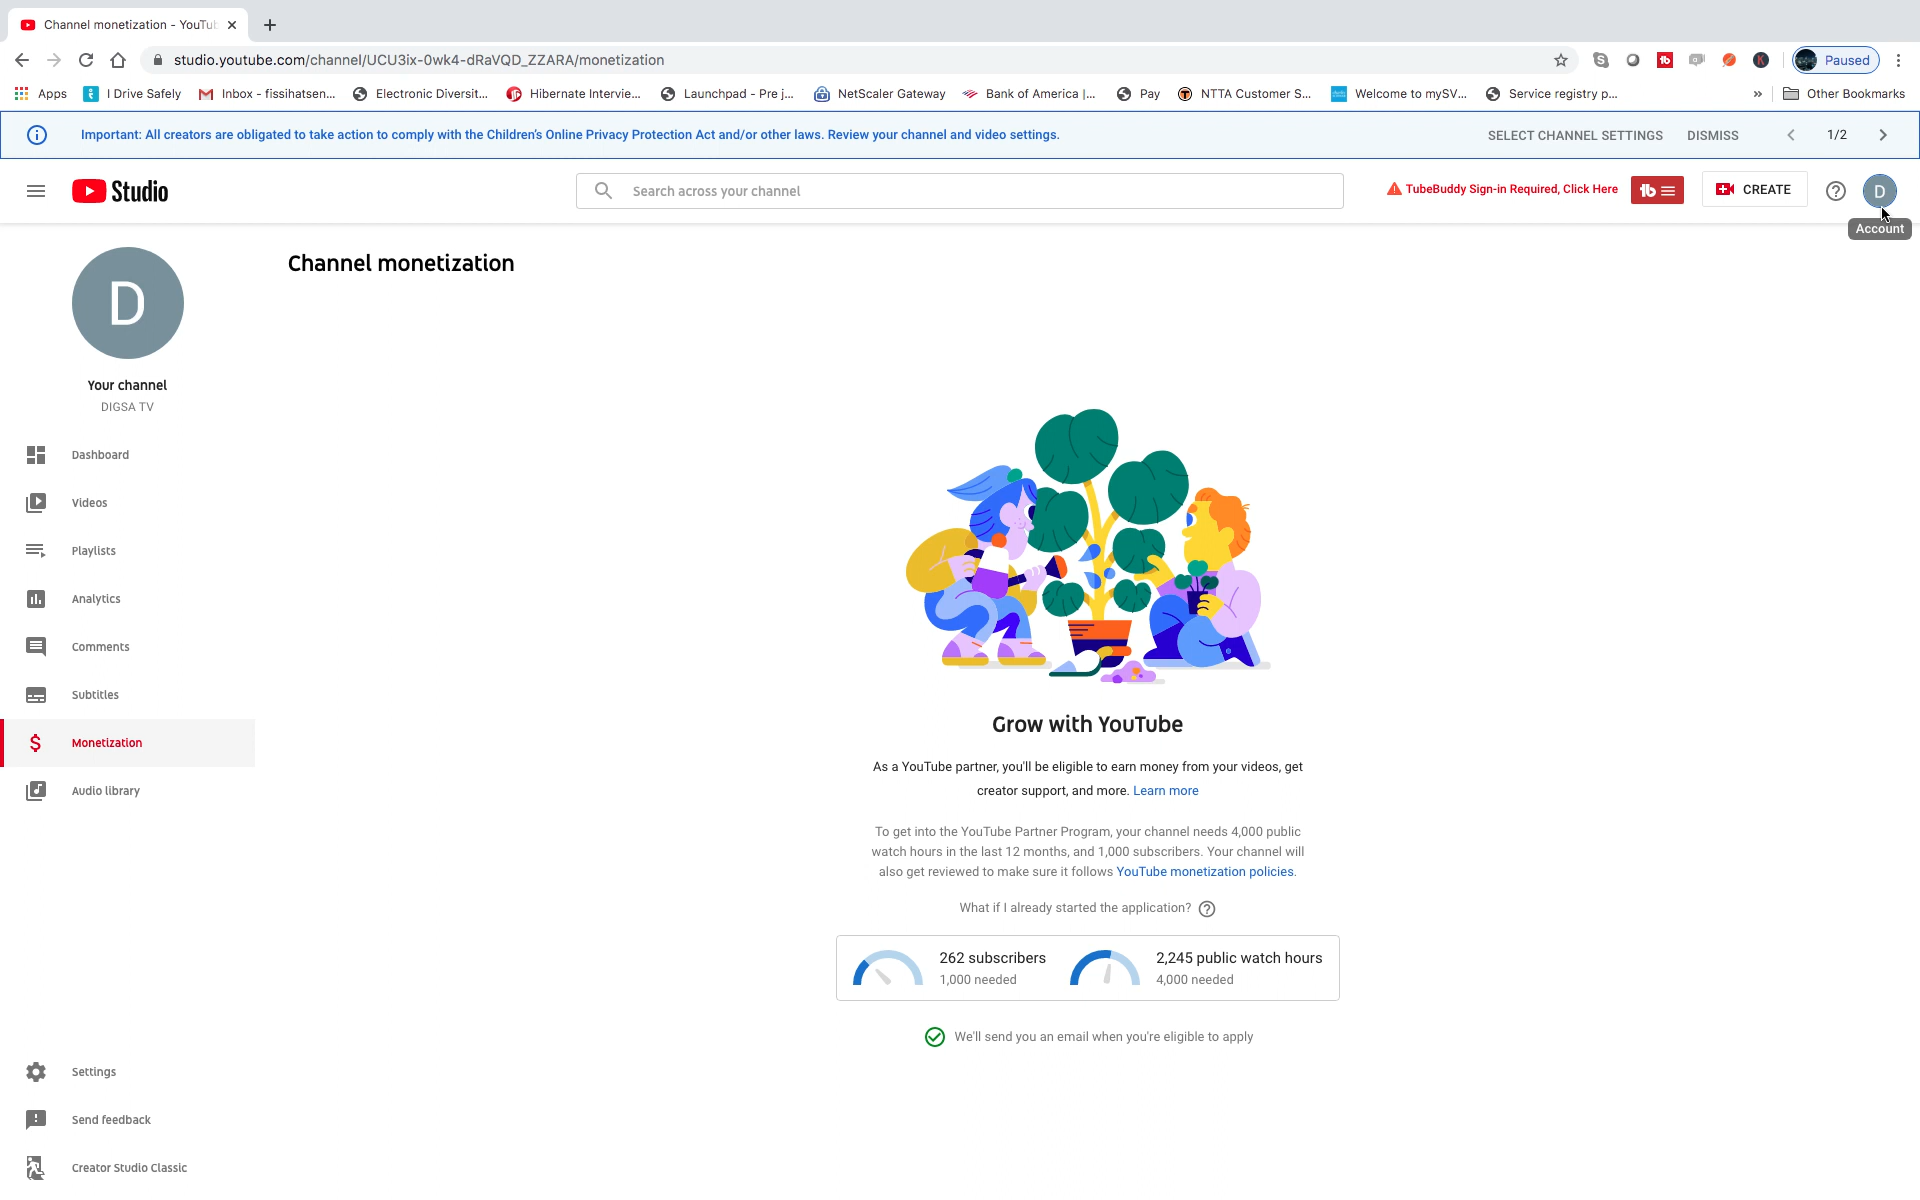 Channel monetization - YouTub
studio.youtube.com/channel/UCU3ix-0wk4-dRaVQD_ZZARA/monetization
Paused
Apps
I Drive Safely
Inbox - fissihatsen...
Electronic Diversit...
Hibernate Intervie...
Launchpad - Pre j...
NetScaler Gateway
Bank of America |...
Pay
NTTA Customer S...
Welcome to mySV...
Service registry p...
»
Other Bookmarks
Important: All creators are obligated to take action to comply with the Children's Online Privacy Protection Act and/or other laws. Review your channel and video settings.
SELECT CHANNEL SETTINGS
DISMISS
1/2
Studio
Search across your channel
TubeBuddy Sign-in Required, Click Here
CREATE
D
Account
D
Your channel
DIGSA TV
Dashboard
Videos
Playlists
Analytics
Comments
Subtitles
Monetization
Audio library
Settings
Send feedback
Creator Studio Classic
Channel monetization
Grow with YouTube
As a YouTube partner, you'll be eligible to earn money from your videos, get
creator support, and more. Learn more
To get into the YouTube Partner Program, your channel needs 4,000 public
watch hours in the last 12 months, and 1,000 subscribers. Your channel will
also get reviewed to make sure it follows YouTube monetization policies.
What if I already started the application?
262 subscribers
1,000 needed
2,245 public watch hours
4,000 needed
We'll send you an email when you're eligible to apply